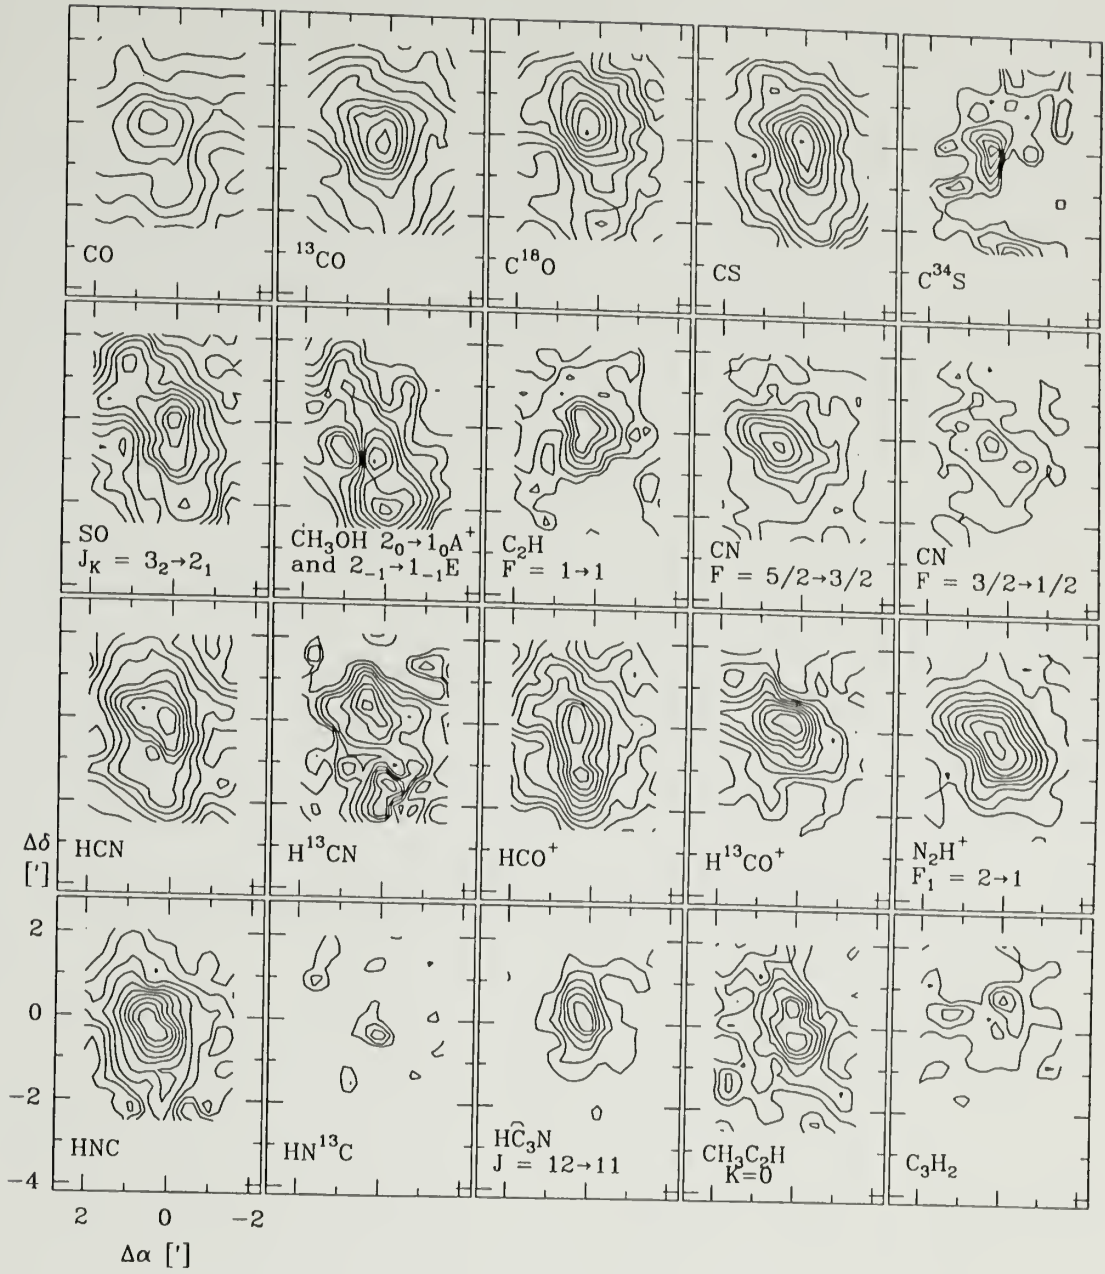 CO
¹³CO
C¹⁸O
CS
C³⁴S
SO
J_K = 3₂→2₁
CH₃OH 2₀→1₀A⁺
and 2₋₁→1₋₁E
C₂H
F = 1→1
CN
F = 5/2→3/2
CN
F = 3/2→1/2
HCN
H¹³CN
HCO⁺
H¹³CO⁺
N₂H⁺
F₁ = 2→1
Δδ
[']
2
0
−2
−4
HNC
HN¹³C
HC₃N
J = 12→11
CH₃C₂H
K=0
C₃H₂
2 0 −2
Δα [']